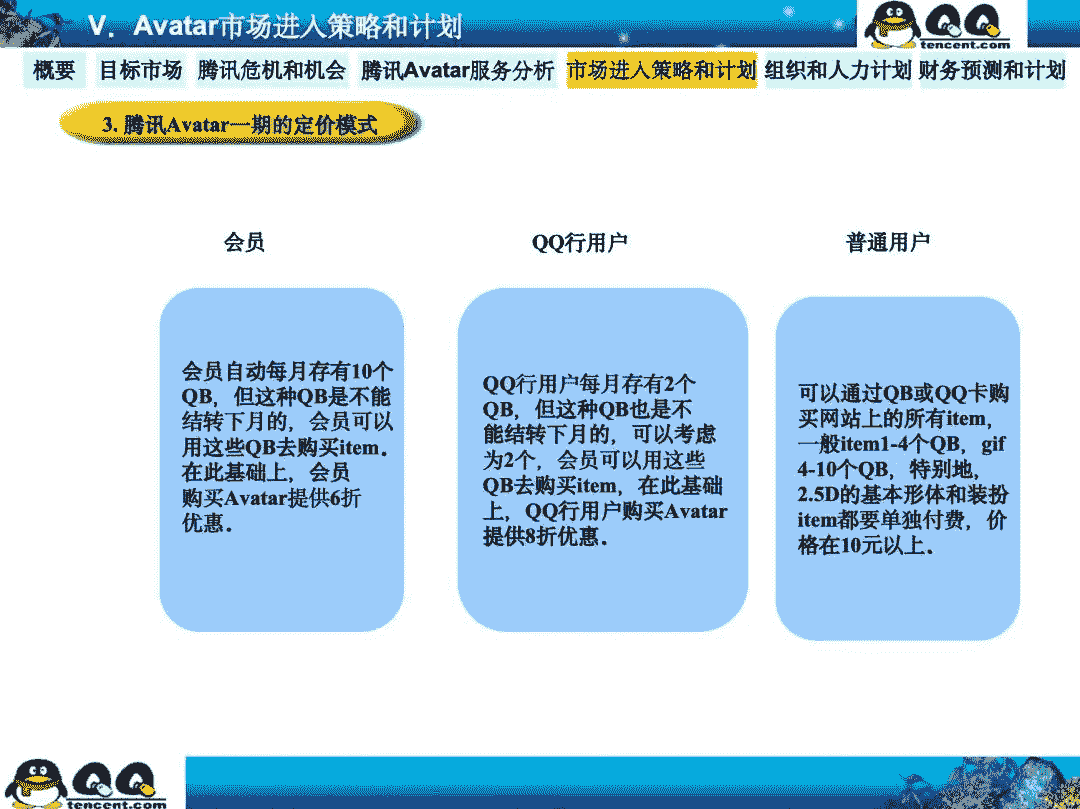 V. Avatar市场进入策略和计划
QQ
tencent.com
概要 目标市场 腾讯危机和机会 腾讯Avatar服务分析 市场进入策略和计划 组织和人力计划 财务预测和计划
3. 腾讯Avatar一期的定价模式
会员
会员自动每月存有10个
QB，但这种QB是不能
结转下月的，会员可以
用这些QB去购买item．
在此基础上，会员
购买Avatar提供6折
优惠．
QQ行用户
QQ行用户每月存有2个
QB，但这种QB也是不
能结转下月的，可以考虑
为2个，会员可以用这些
QB去购买item，在此基础
上，QQ行用户购买Avatar
提供8折优惠．
普通用户
可以通过QB或QQ卡购
买网站上的所有item，
一般item1-4个QB，gif
4-10个QB，特别地，
2.5D的基本形体和装扮
item都要单独付费，价
格在10元以上．
QQ
tencent.com